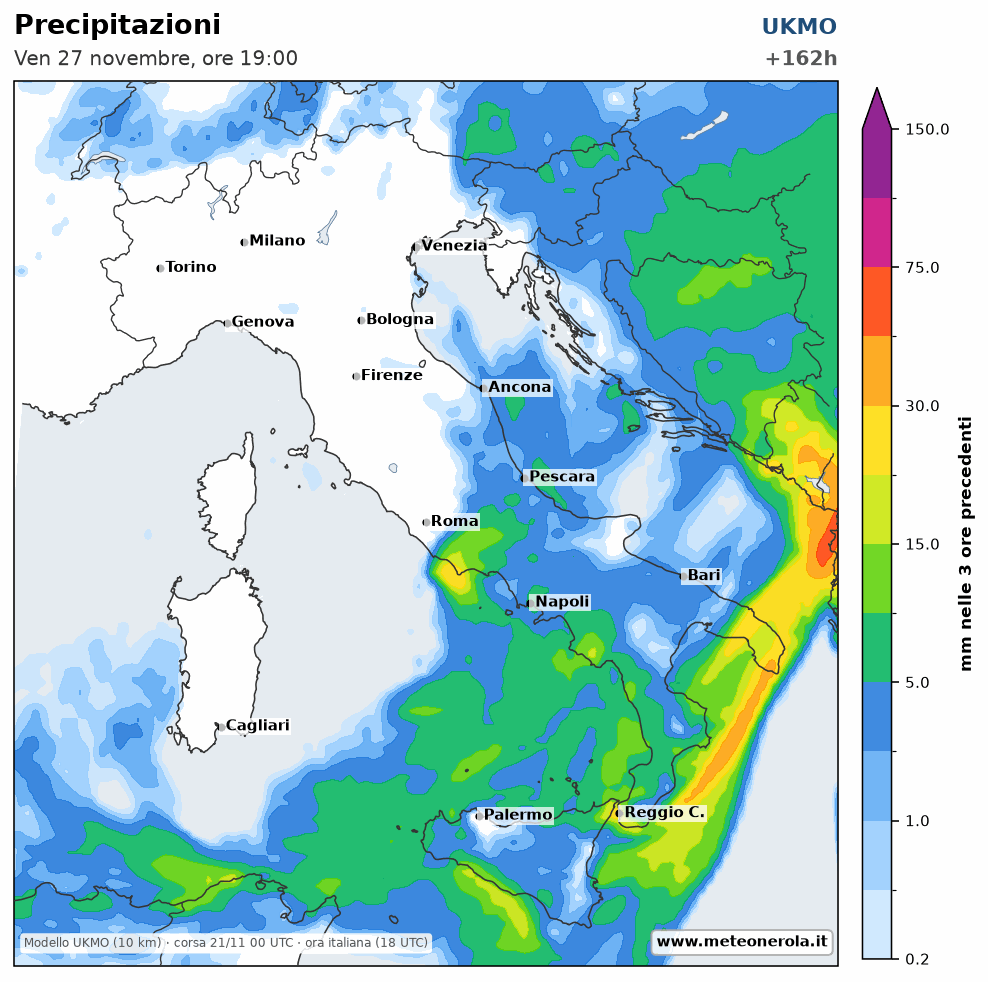 Precipitazioni
UKMO
Ven 27 novembre, ore 19:00
+162h
150.0
75.0
30.0
15.0
5.0
1.0
0.2
mm nelle 3 ore precedenti
Milano
Venezia
Torino
Genova
Bologna
Firenze
Ancona
Pescara
Roma
Bari
Napoli
Cagliari
Palermo
Reggio C.
Modello UKMO (10 km) · corsa 21/11 00 UTC · ora italiana (18 UTC)
www.meteonerola.it